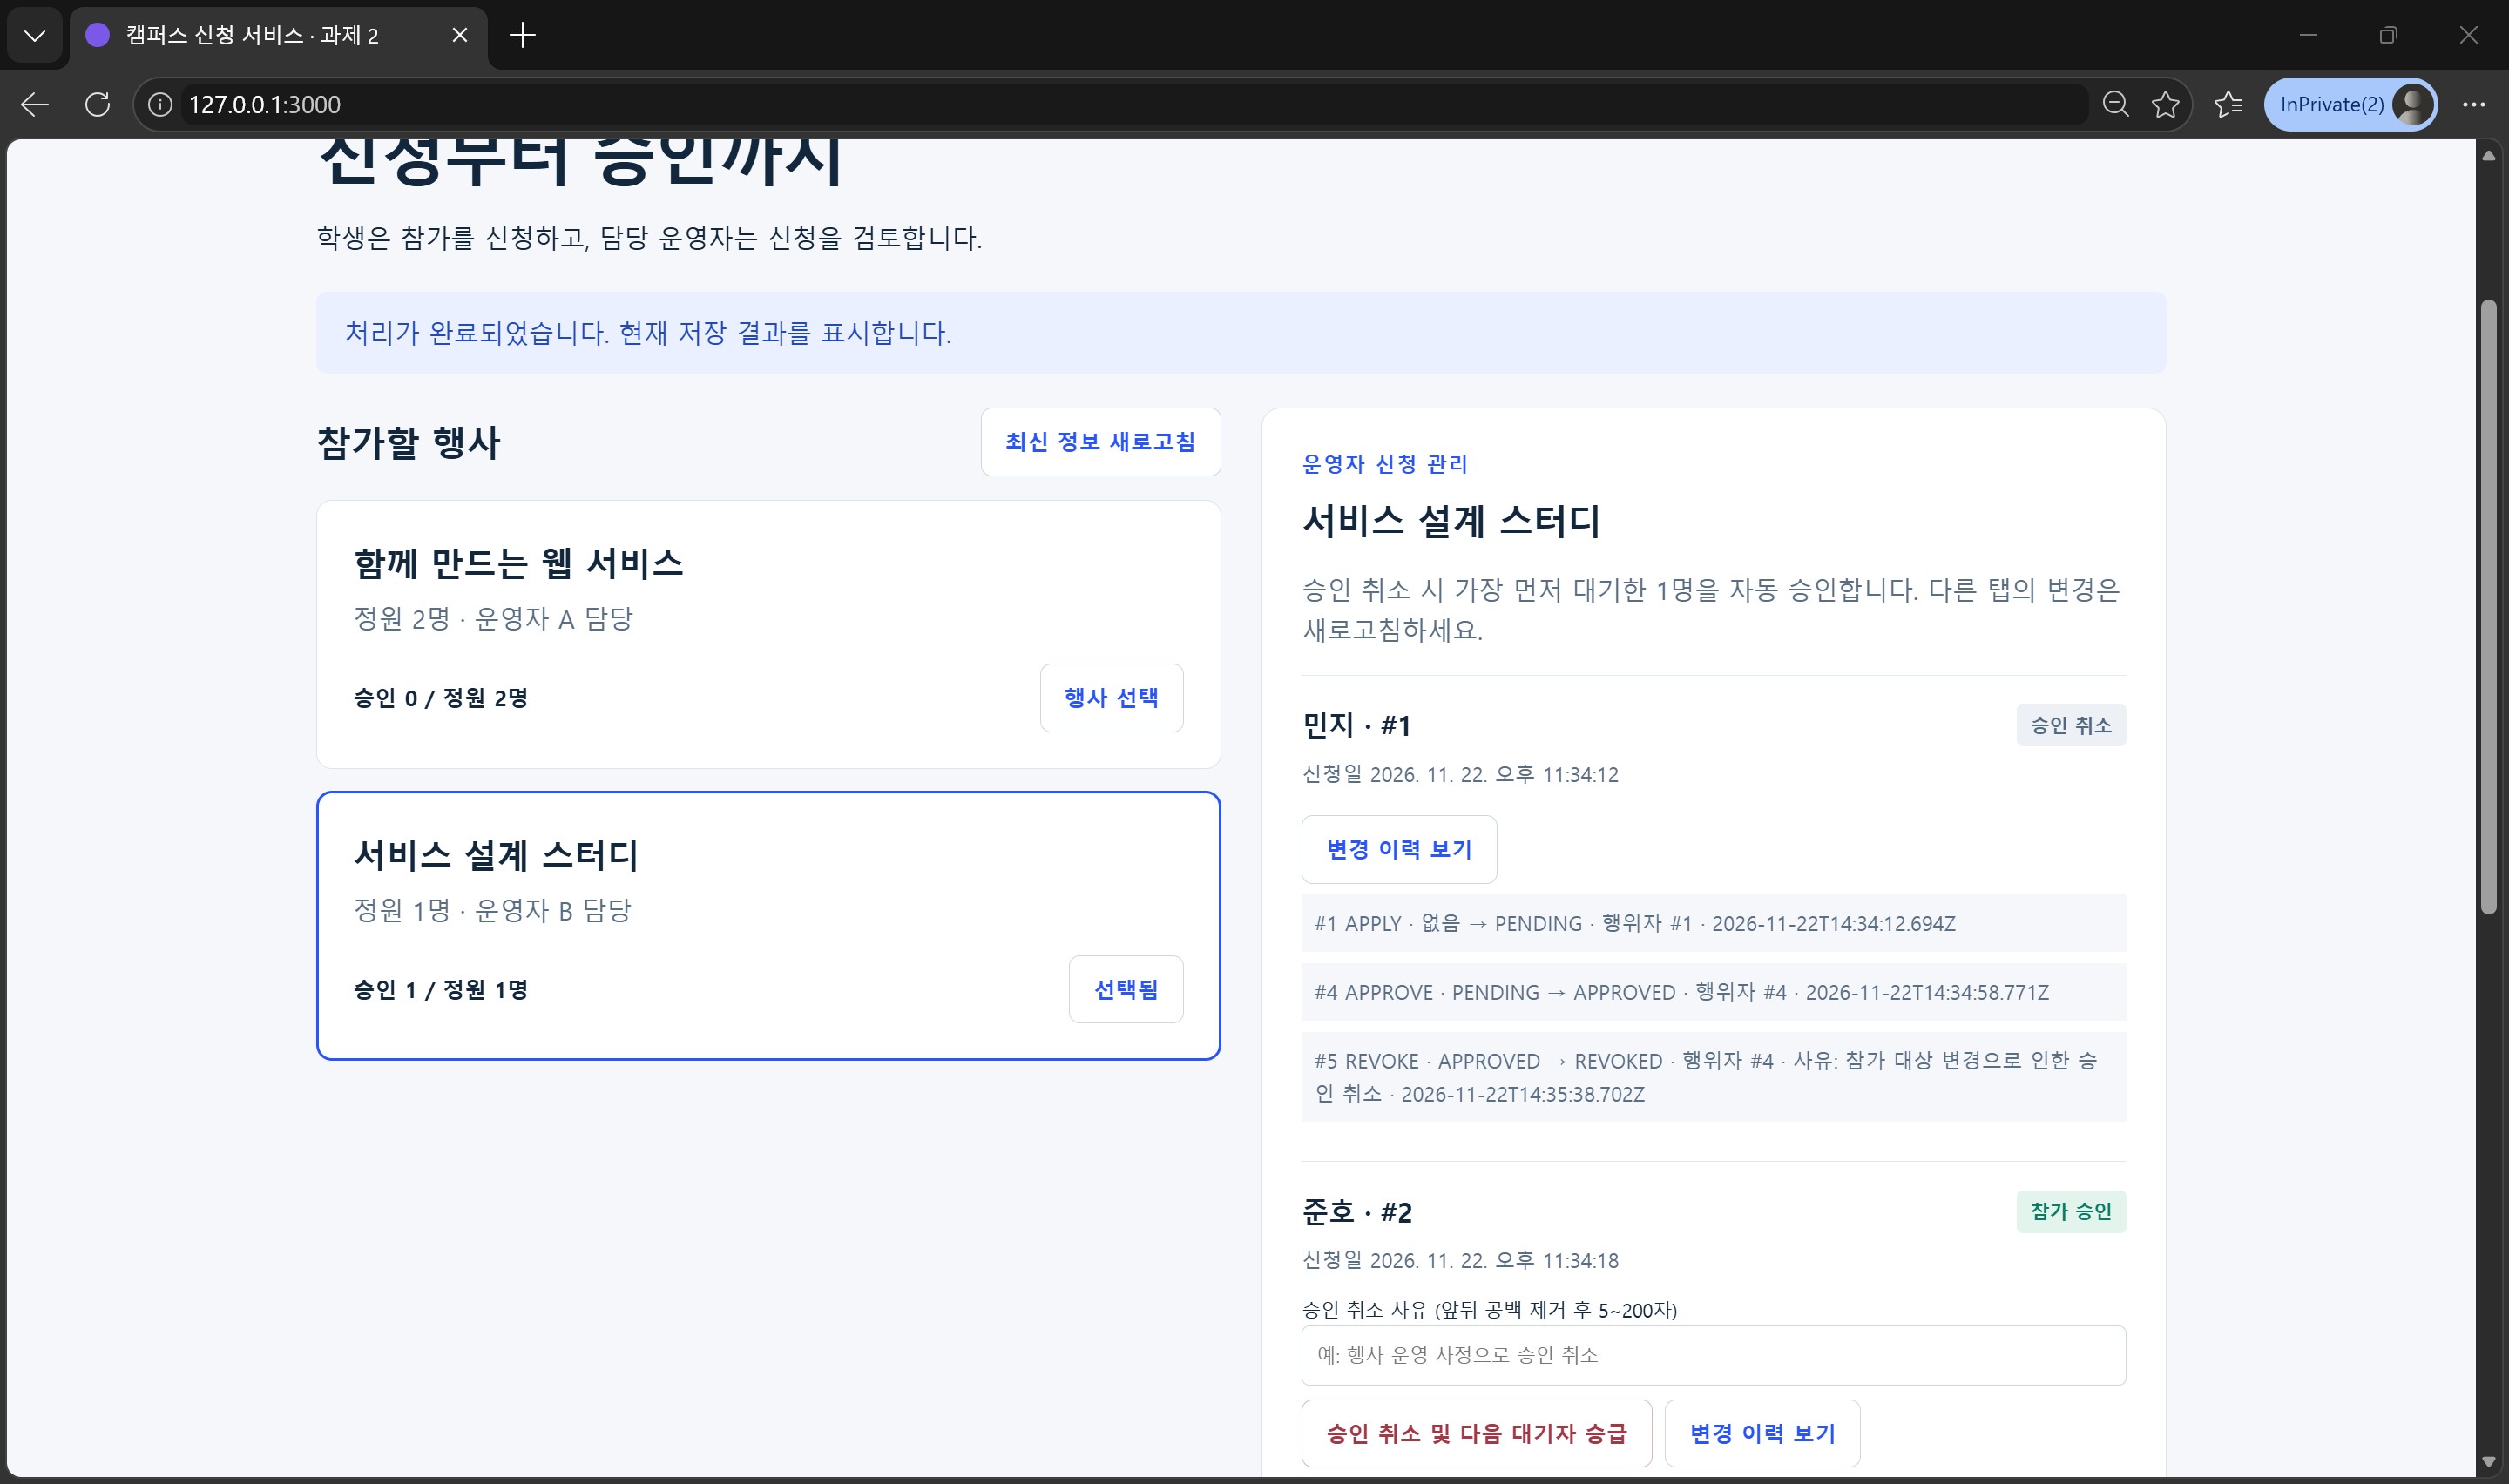 캠퍼스 신청 서비스 · 과제 2
127.0.0.1:3000
InPrivate(2)
신청부터 승인까지
학생은 참가를 신청하고, 담당 운영자는 신청을 검토합니다.
처리가 완료되었습니다. 현재 저장 결과를 표시합니다.
참가할 행사
최신 정보 새로고침
함께 만드는 웹 서비스
정원 2명 · 운영자 A 담당
승인 0 / 정원 2명
행사 선택
서비스 설계 스터디
정원 1명 · 운영자 B 담당
승인 1 / 정원 1명
선택됨
운영자 신청 관리
서비스 설계 스터디
승인 취소 시 가장 먼저 대기한 1명을 자동 승인합니다. 다른 탭의 변경은
새로고침하세요.
민지 · #1
승인 취소
신청일 2026. 11. 22. 오후 11:34:12
변경 이력 보기
#1 APPLY · 없음 → PENDING · 행위자 #1 · 2026-11-22T14:34:12.694Z
#4 APPROVE · PENDING → APPROVED · 행위자 #4 · 2026-11-22T14:34:58.771Z
#5 REVOKE · APPROVED → REVOKED · 행위자 #4 · 사유: 참가 대상 변경으로 인한 승
인 취소 · 2026-11-22T14:35:38.702Z
준호 · #2
참가 승인
신청일 2026. 11. 22. 오후 11:34:18
승인 취소 사유 (앞뒤 공백 제거 후 5~200자)
예: 행사 운영 사정으로 승인 취소
승인 취소 및 다음 대기자 승급
변경 이력 보기